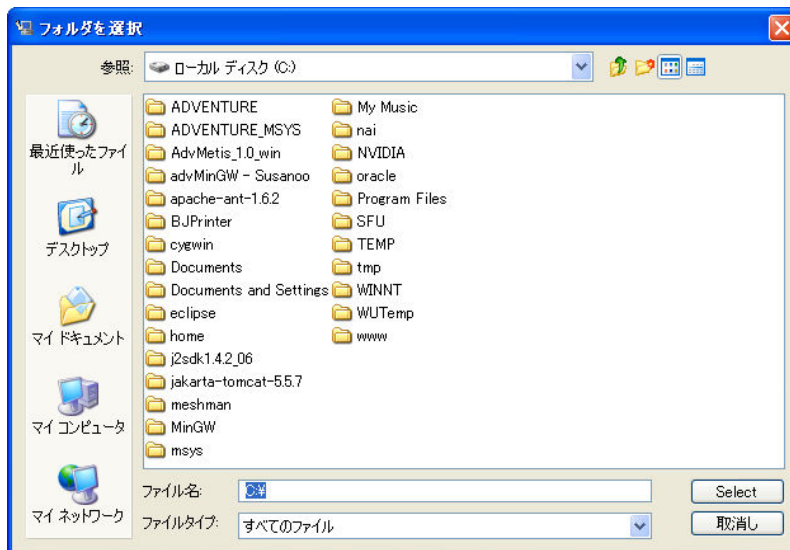 フォルダを選択
参照:
ローカル ディスク (C:)
最近使ったファイ
ル
デスクトップ
マイ ドキュメント
マイ コンピュータ
マイ ネットワーク
ADVENTURE
ADVENTURE_MSYS
AdvMetis_1.0_win
advMinGW - Susanoo
apache-ant-1.6.2
BJPrinter
cygwin
Documents
Documents and Settings
eclipse
home
j2sdk1.4.2_06
jakarta-tomcat-5.5.7
meshman
MinGW
msys
My Music
nai
NVIDIA
oracle
Program Files
SFU
TEMP
tmp
WINNT
WUTemp
www
ファイル名:
C:¥
Select
ファイルタイプ:
すべてのファイル
取消し